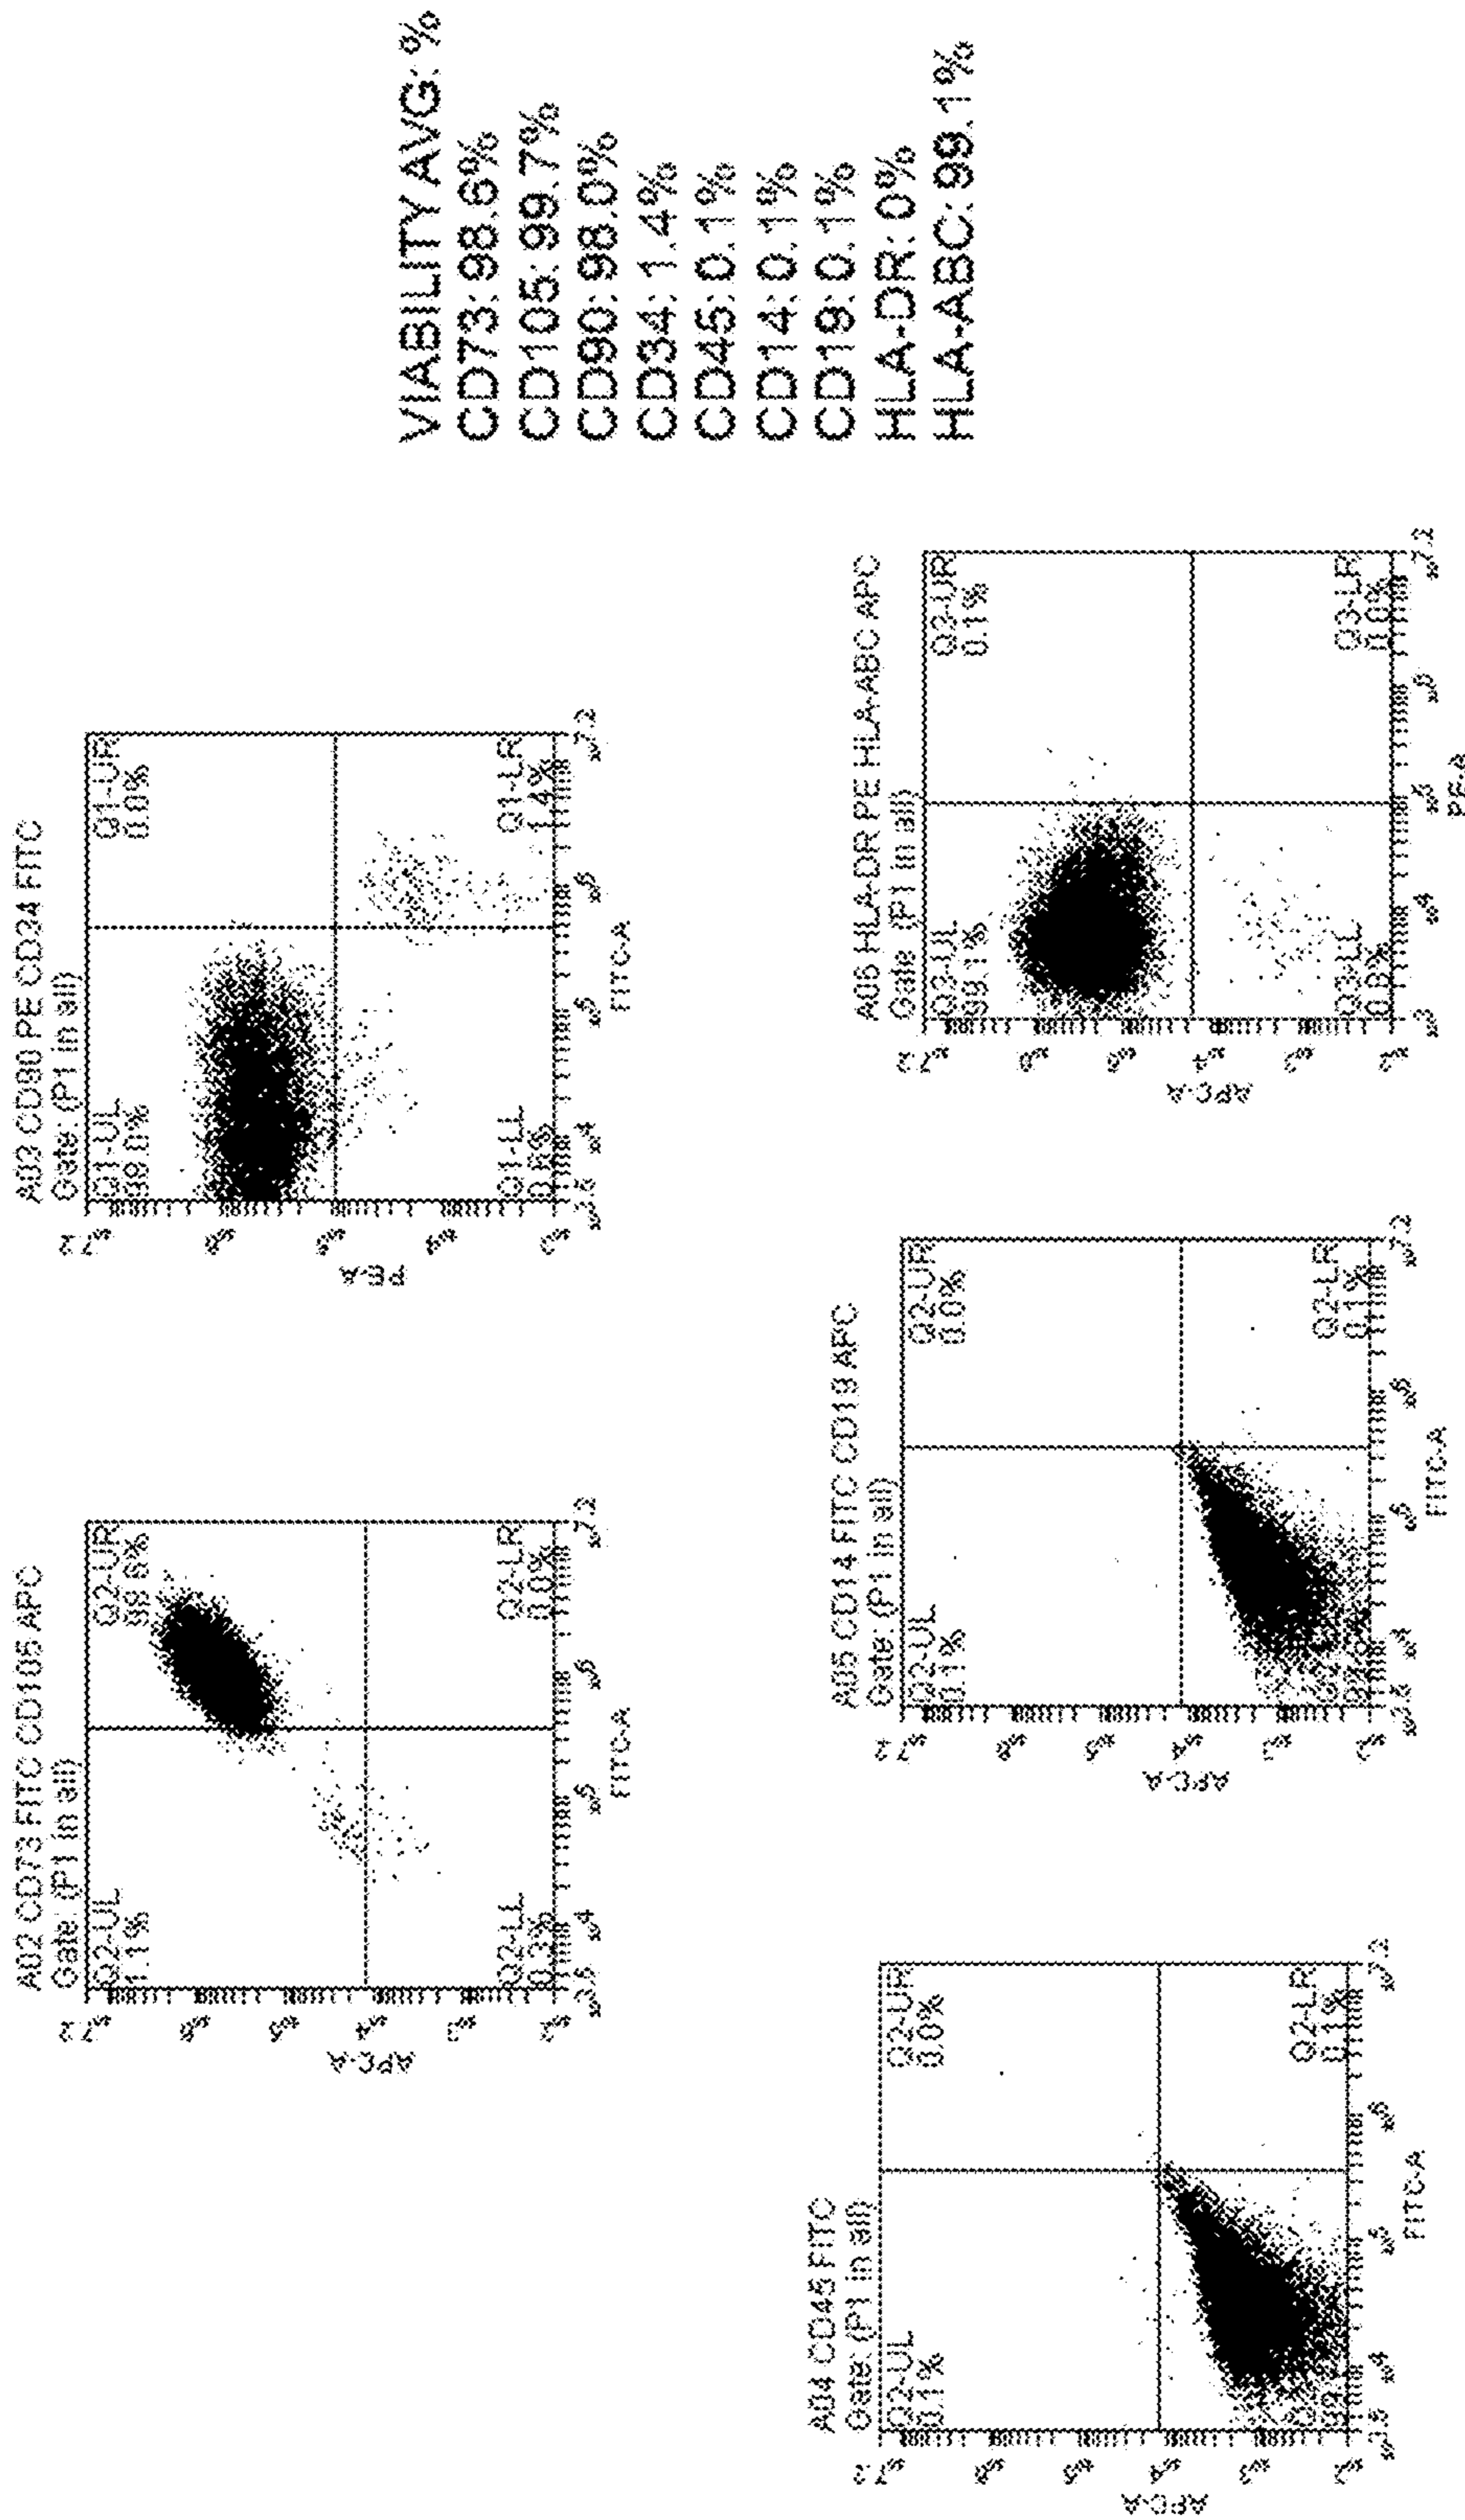 A02 CD73 FITC CD105 APC
Gate: (P1 in all)
Q2-UL
1.1%
Q2-UR
Q2-LL
0.3%
Q2-LR
0.0%
APC-A
FITC-A
A03 CD90 PE CD34 FITC
Gate: (P1 in all)
Q1-UL
Q1-UR
0.0%
Q1-LL
Q1-LR
1.4%
PE-A
FITC-A
VIABILITY AVG: %
CD73: 98.6%
CD105: 99.7%
CD90: 98.0%
CD34: 1.4%
CD45: 0.1%
CD14: 0.1%
CD19: 0.1%
HLA-DR: 0%
HLA-ABC: 99.1%
A04 CD45 FITC
Gate: (P1 in all)
Q2-UL
0.1%
Q2-UR
0.0%
Q2-LR
0.1%
APC-A
FITC-A
A05 CD14 FITC CD19 APC
Gate: (P1 in all)
Q2-UL
0.1%
Q2-UR
0.0%
Q2-LR
0.1%
APC-A
FITC-A
A06 HLA-DR PE HLA-ABC APC
Gate: (P1 in all)
Q3-UL
99.1%
Q3-UR
0.1%
Q3-LL
0.8%
Q3-LR
0.0%
APC-A
PE-A